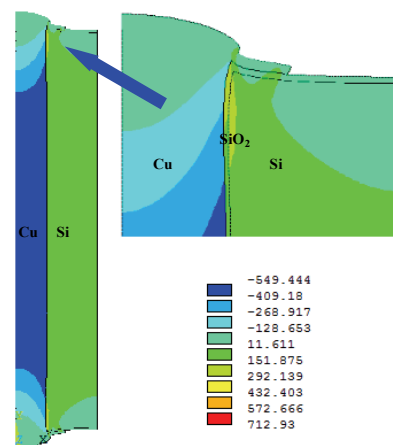 Cu
SiO2
Si
Cu
Si
-549.444
-409.18
-268.917
-128.653
11.611
151.875
292.139
432.403
572.666
712.93
X